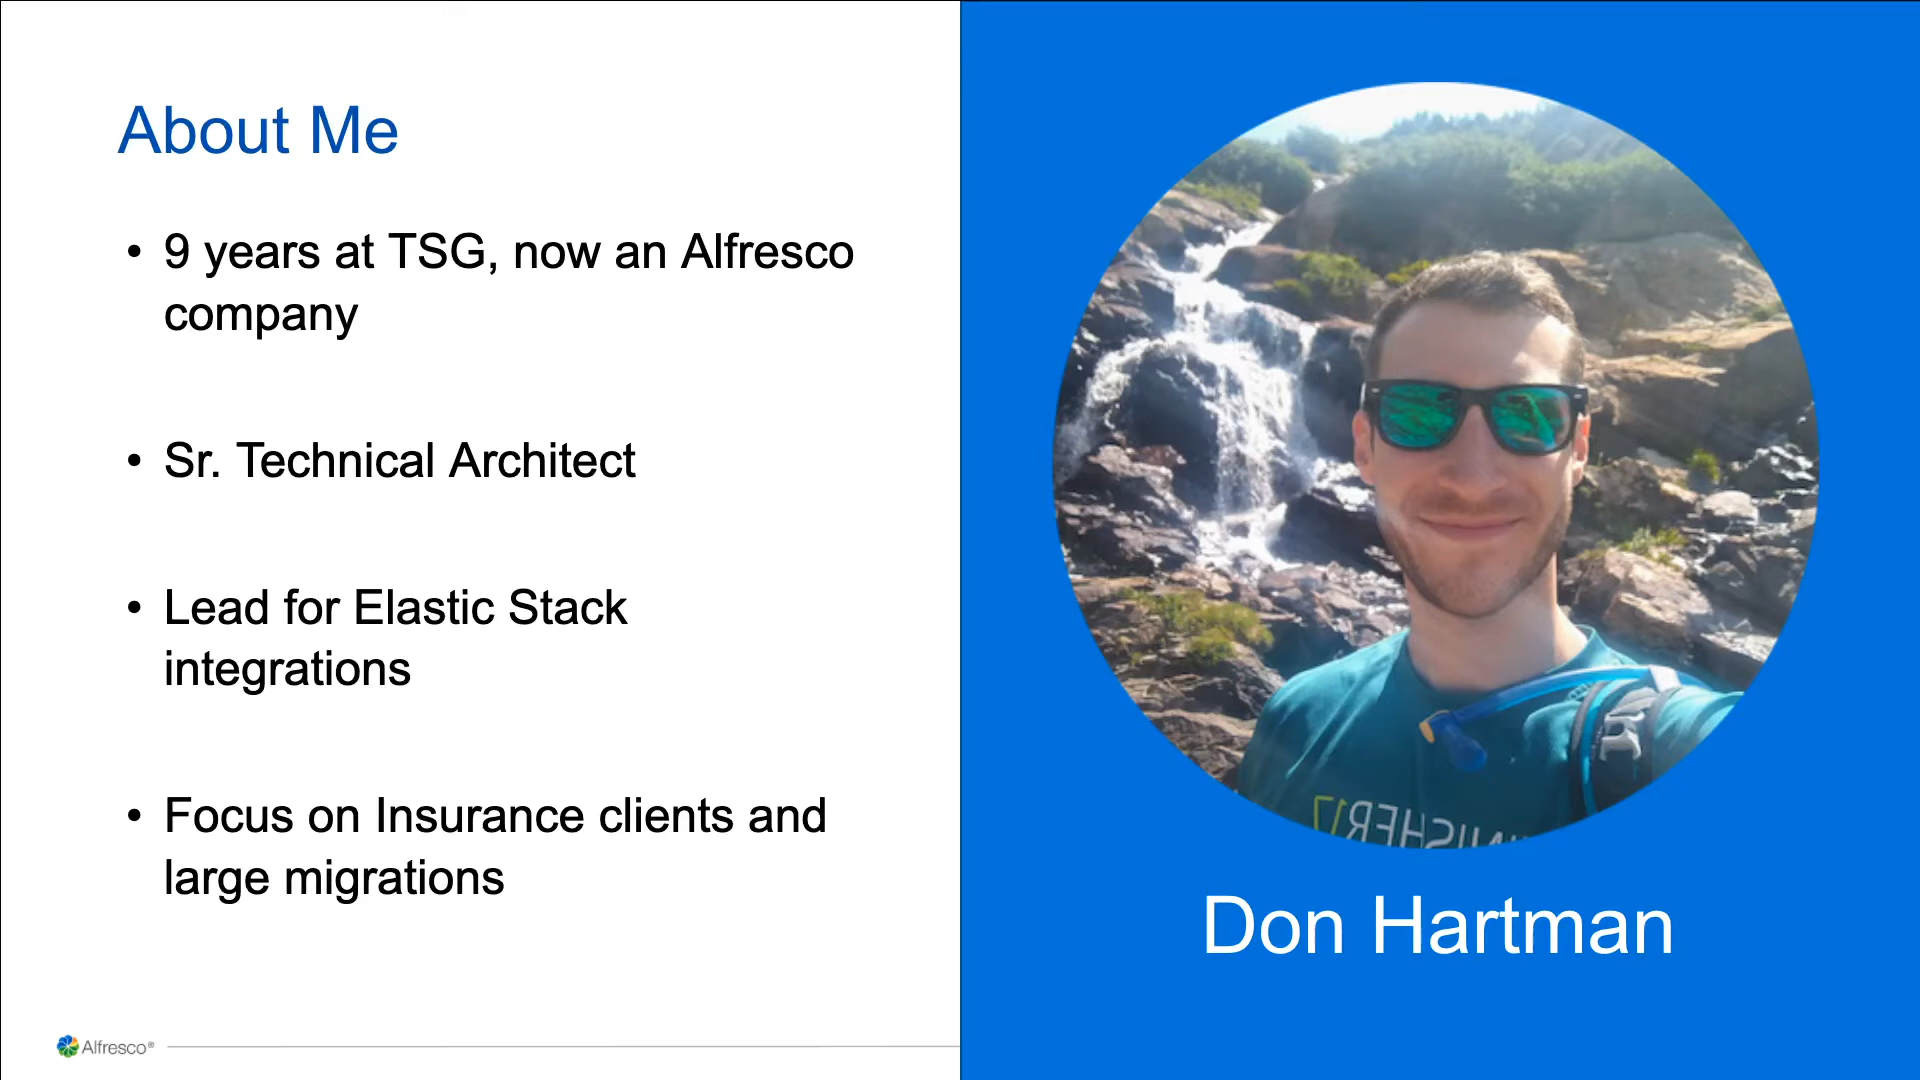 About Me
• 9 years at TSG, now an Alfresco
company
• Sr. Technical Architect
• Lead for Elastic Stack
integrations
• Focus on Insurance clients and
large migrations
Alfresco®
Don Hartman